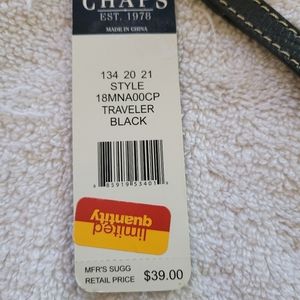 CHAPS
EST. 1978
MADE IN CHINA
134 20 21
STYLE
18MNA00CP
TRAVELER
BLACK
limited
quantity
MFR'S SUGG
RETAIL PRICE $39.00